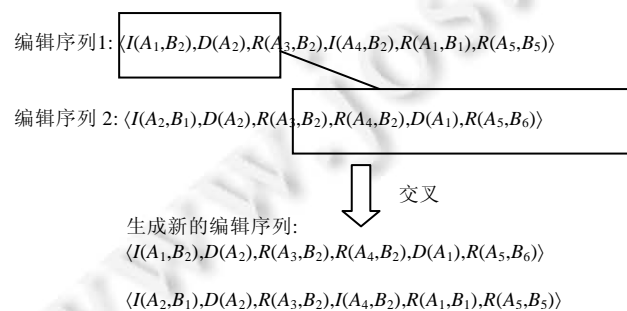 编辑序列1: ⟨I(A₁,B₂),D(A₂),R(A₃,B₂),I(A₄,B₂),R(A₁,B₁),R(A₅,B₅)⟩
编辑序列 2: ⟨I(A₂,B₁),D(A₂),R(A₃,B₂),R(A₄,B₂),D(A₁),R(A₅,B₆)⟩
交叉
生成新的编辑序列:
⟨I(A₁,B₂),D(A₂),R(A₃,B₂),R(A₄,B₂),D(A₁),R(A₅,B₆)⟩
⟨I(A₂,B₁),D(A₂),R(A₃,B₂),I(A₄,B₂),R(A₁,B₁),R(A₅,B₅)⟩